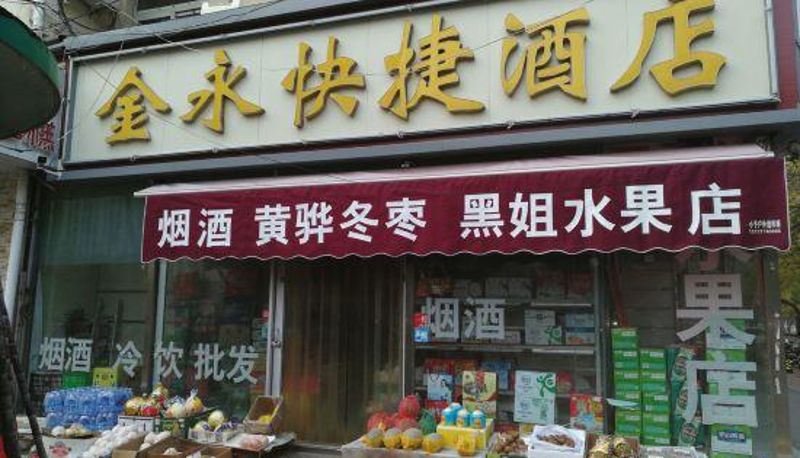 金永快捷酒店
烟酒 黄骅冬枣 黑姐水果店
烟酒
水果店
烟酒 冷饮批发